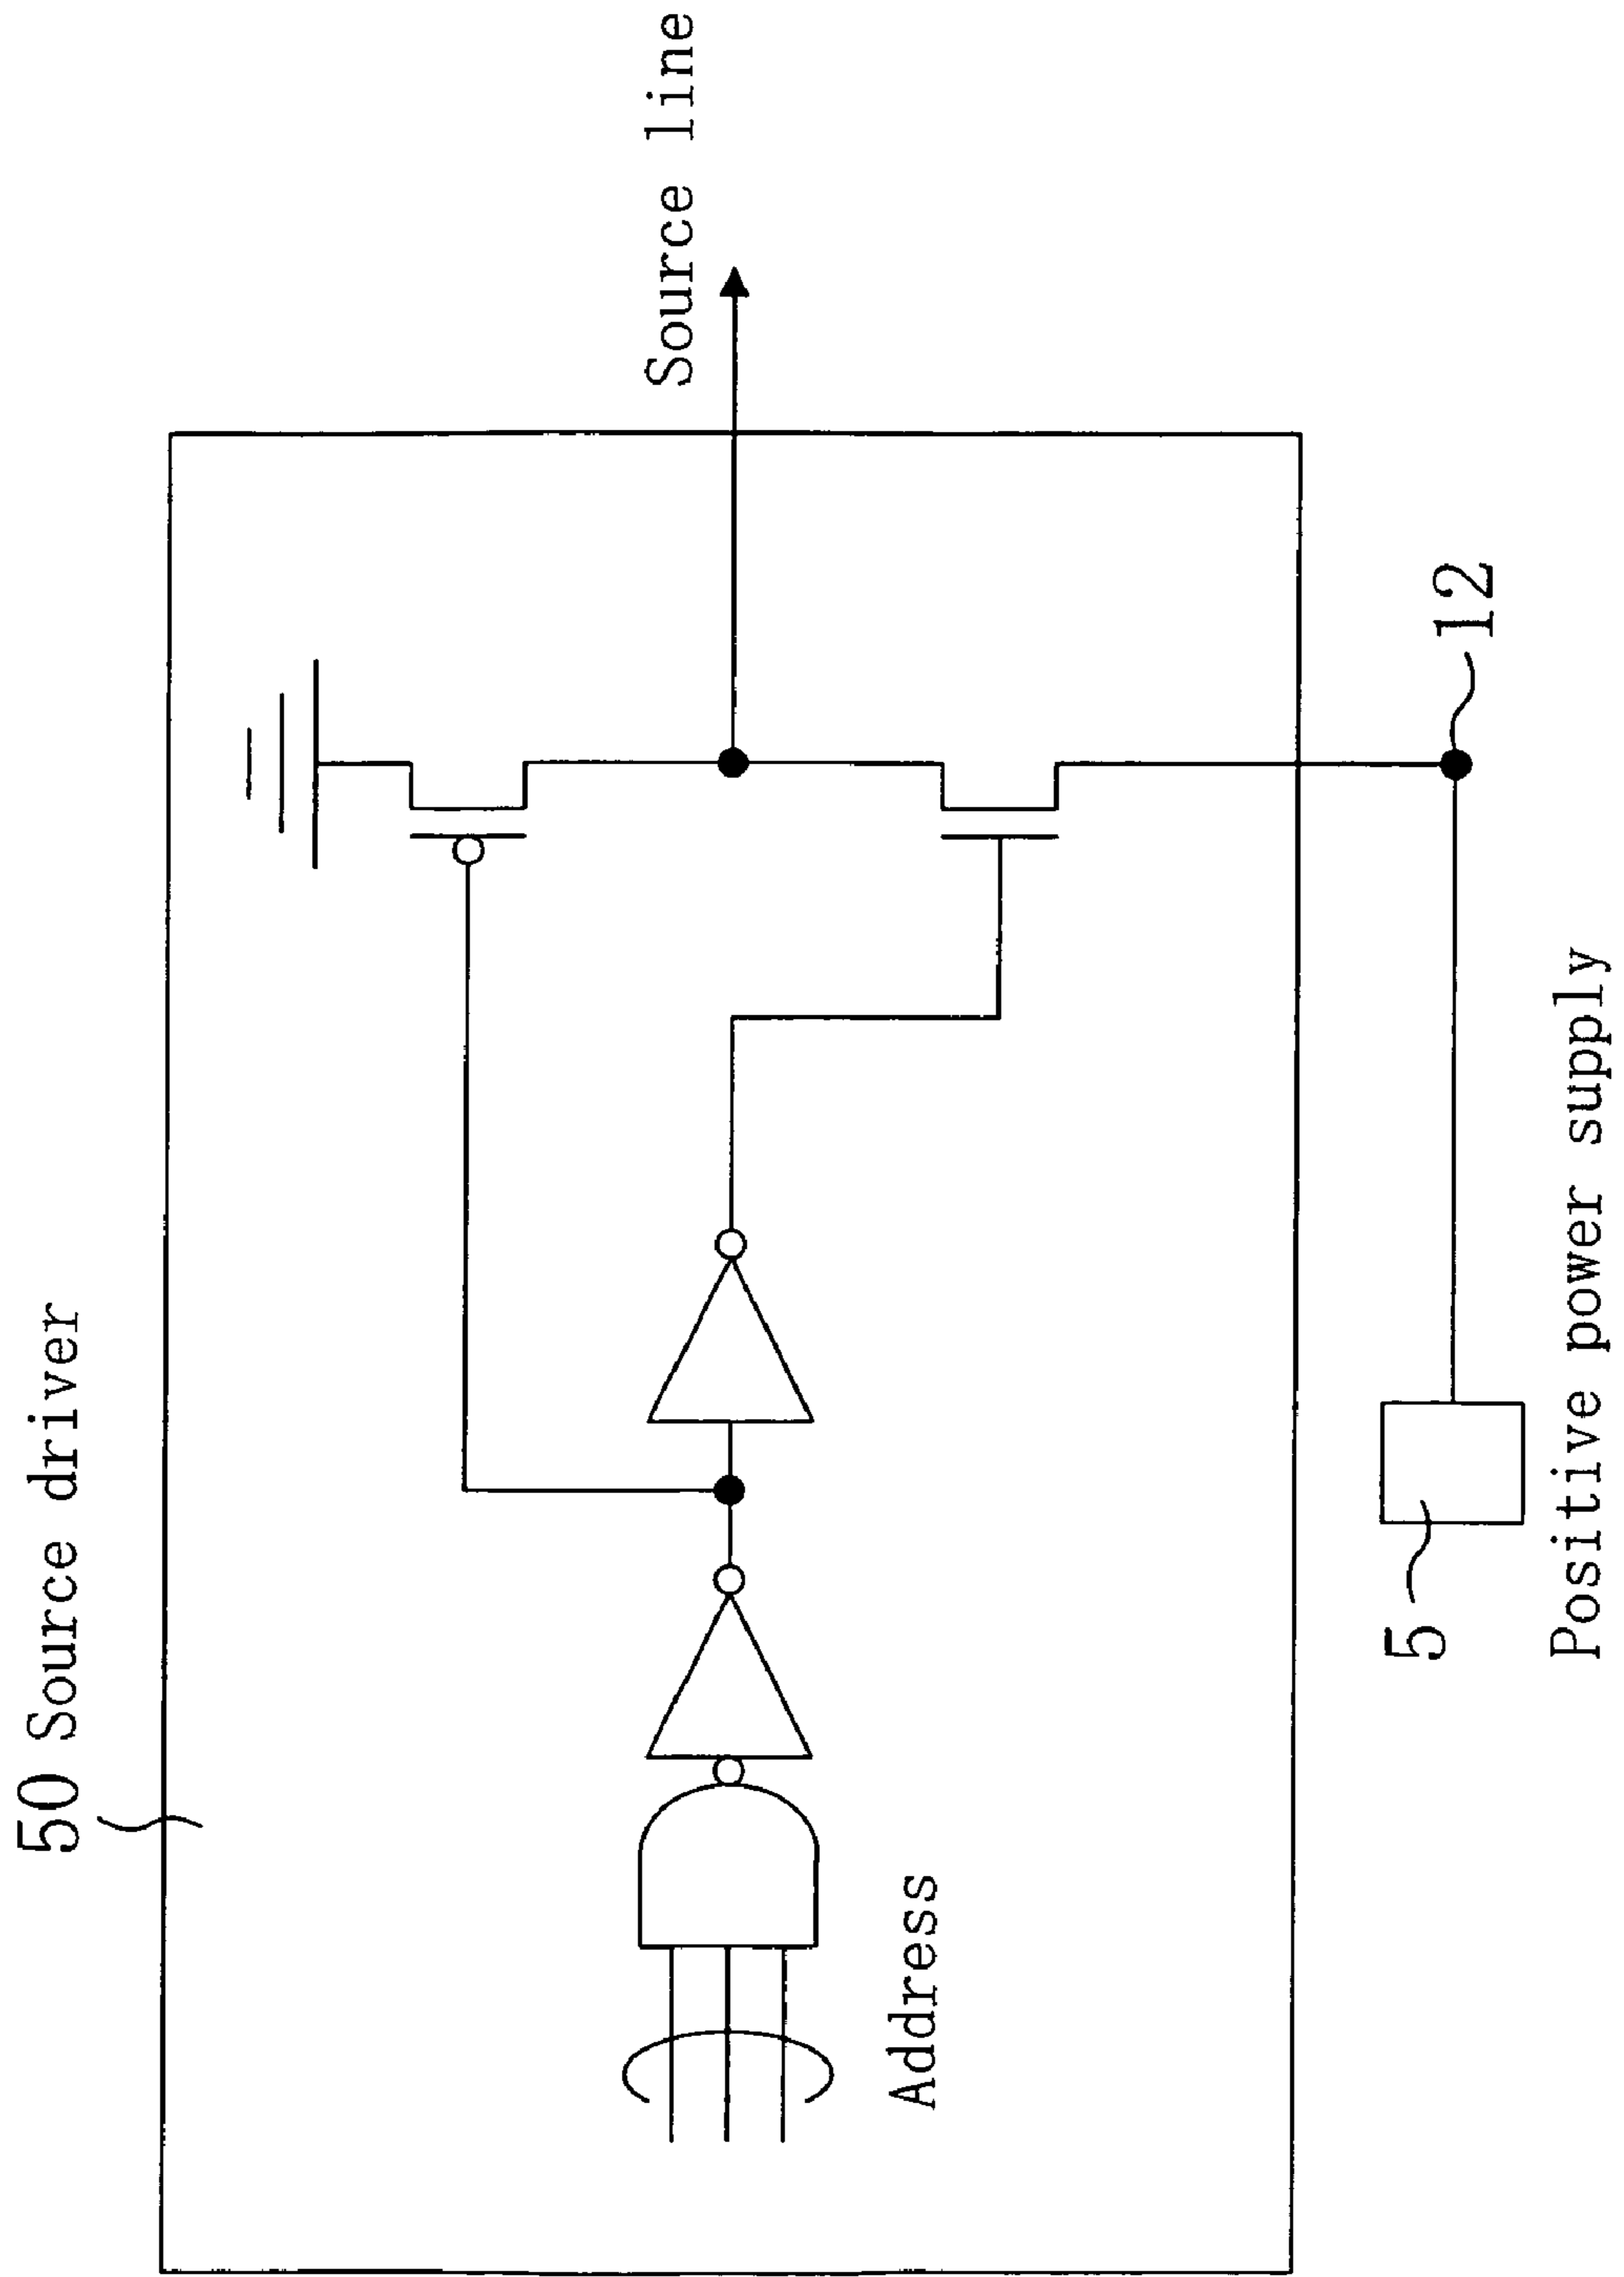 50 Source driver
Source line
Address
12
5
Positive power supply